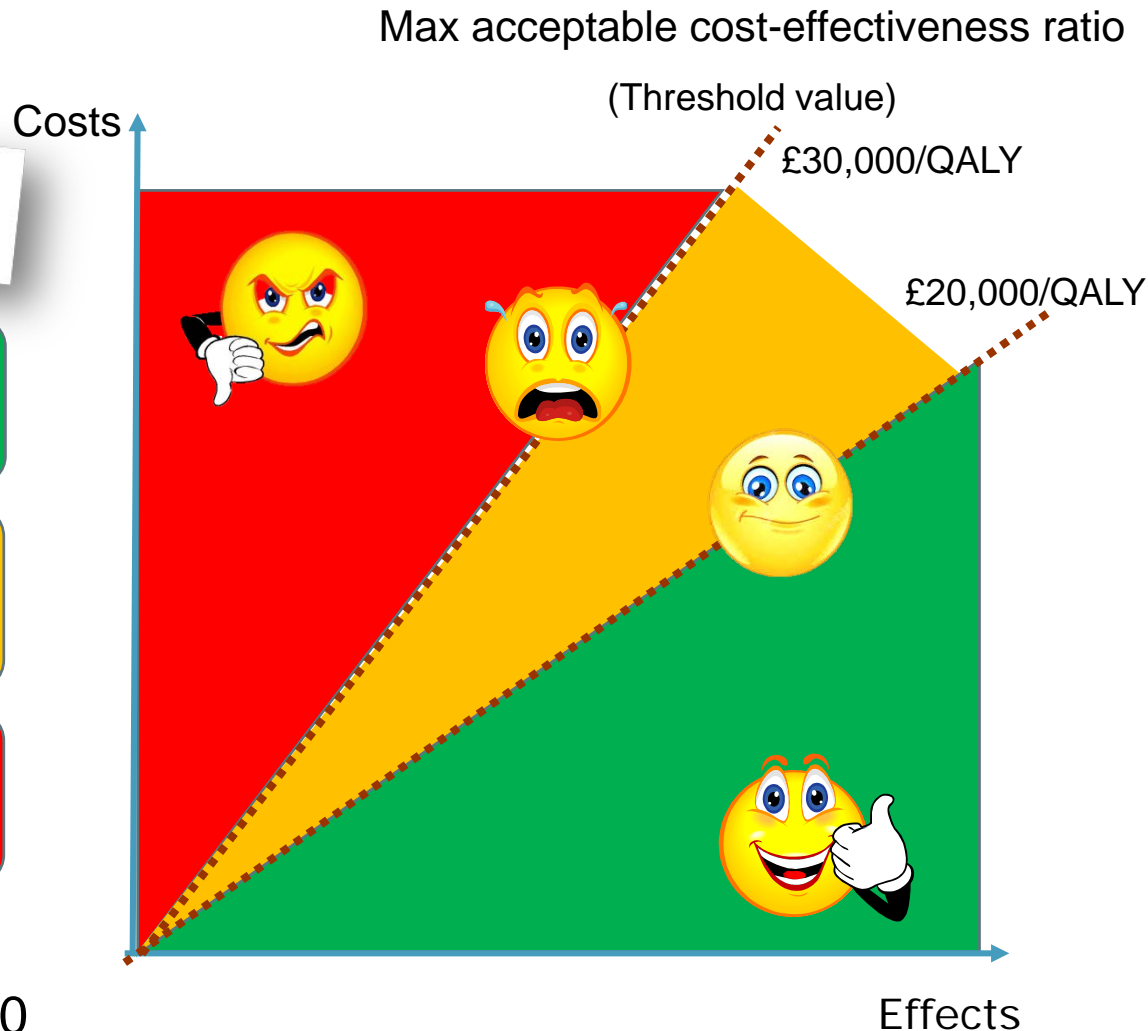 Max acceptable cost-effectiveness ratio
(Threshold value)
Costs
£30,000/QALY
£20,000/QALY
0
Effects